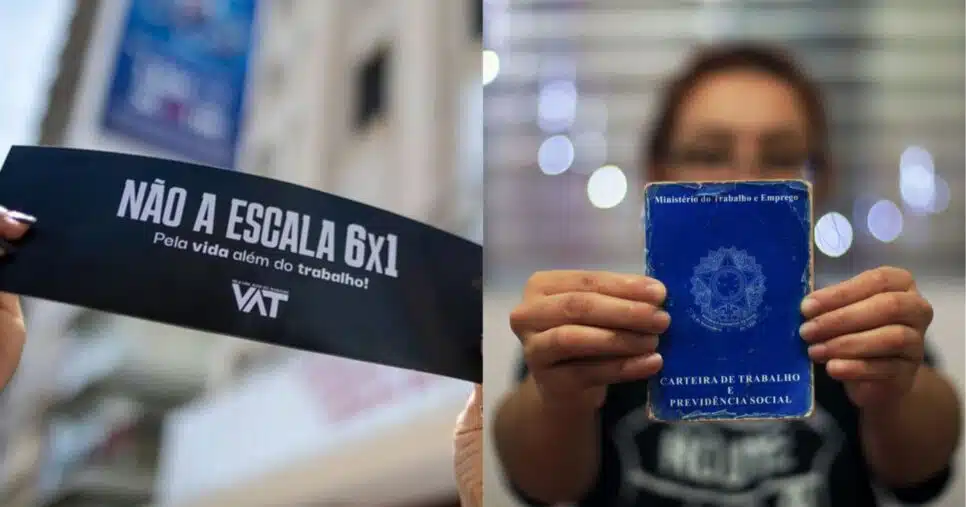 NÃO A ESCALA 6x1
Pela vida além do trabalho!
VAT
Ministério do Trabalho e Emprego
CARTEIRA DE TRABALHO
E
PREVIDÊNCIA SOCIAL